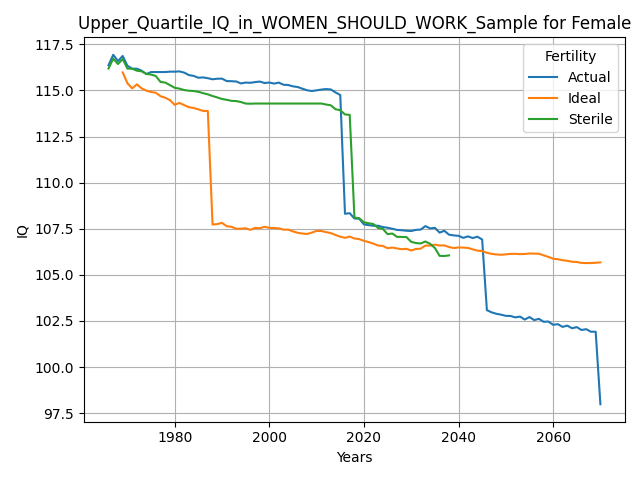 Upper_Quartile_IQ_in_WOMEN_SHOULD_WORK_Sample for Female
117.5
115.0
112.5
110.0
107.5
105.0
102.5
100.0
97.5
IQ
Fertility
Actual
Ideal
Sterile
1980
2000
2020
2040
2060
Years